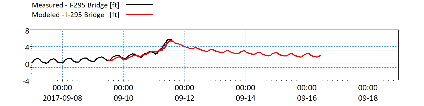 Measured - I-295 Bridge [ft]
Modeled - I-295 Bridge [ft]
8
4
0
-4
00:00 00:00 00:00 00:00 00:00 00:00
2017-09-08 09-10 09-12 09-14 09-16 09-18